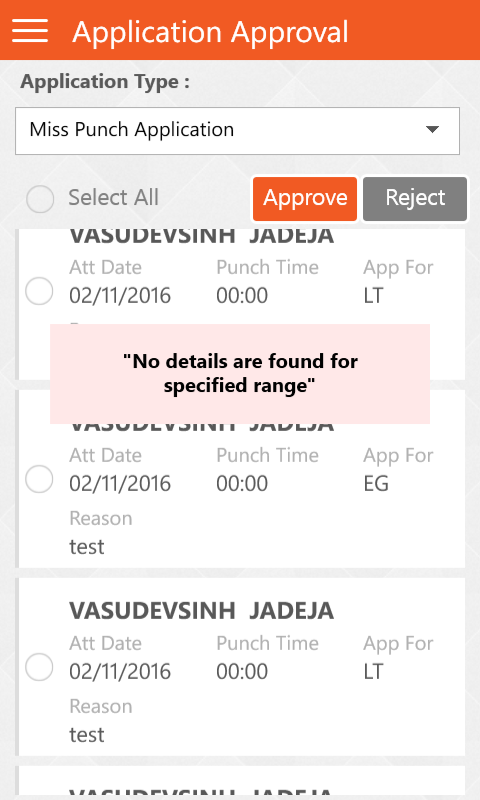 Application Approval
Application Type :
Miss Punch Application
Select All Approve Reject
VASUDEVSINH JADEJA
Att Date Punch Time App For
02/11/2016 00:00 LT
"No details are found for
specified range"
VASUDEVSINH JADEJA
Att Date Punch Time App For
02/11/2016 00:00 EG
Reason
test
VASUDEVSINH JADEJA
Att Date Punch Time App For
02/11/2016 00:00 LT
Reason
test
VASUDEVSINH JADEJA